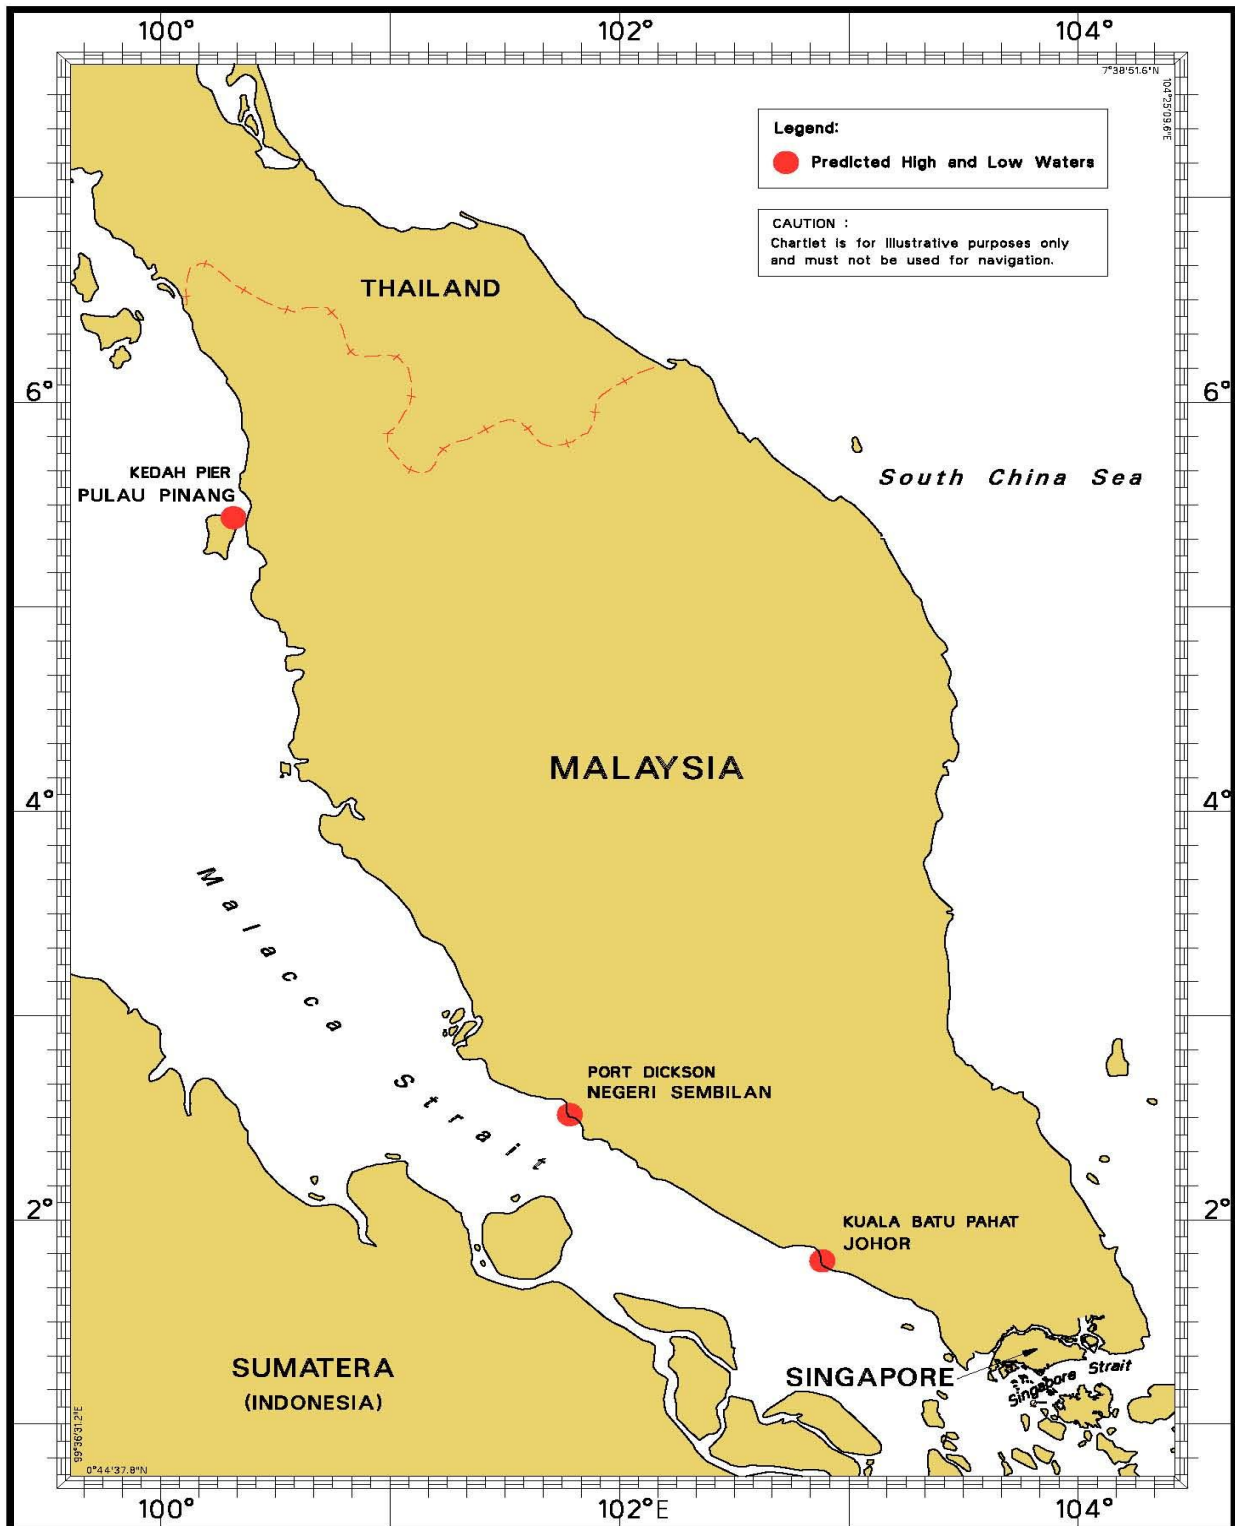 100°
102°
104°
7°38'51.6"N
104°25'09.6"E
Legend:
Predicted High and Low Waters
CAUTION :
Chartlet is for illustrative purposes only
and must not be used for navigation.
THAILAND
6°
6°
KEDAH PIER
PULAU PINANG
South China Sea
MALAYSIA
4°
4°
Malacca Strait
PORT DICKSON
NEGERI SEMBILAN
2°
2°
KUALA BATU PAHAT
JOHOR
SUMATERA
(INDONESIA)
SINGAPORE
Singapore Strait
99°36'31.2"E
0°44'37.8"N
100°
102°E
104°